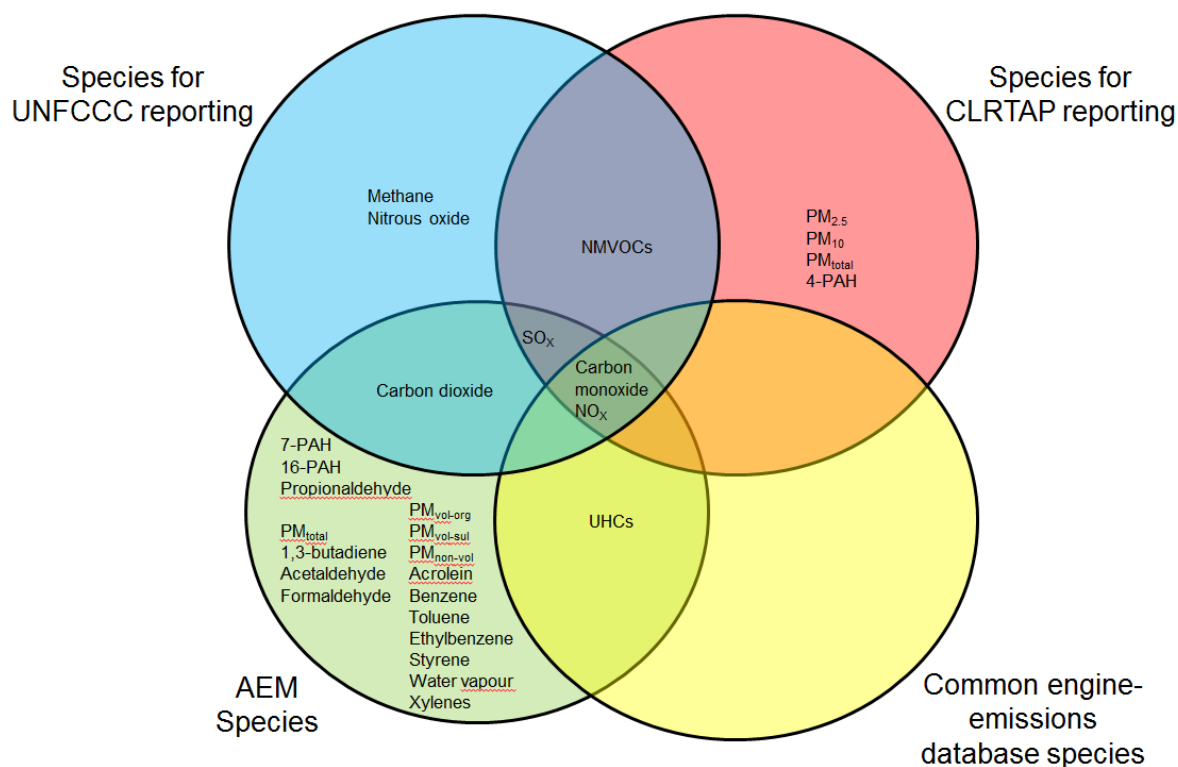 Species for
UNFCCC reporting
Species for
CLRTAP reporting
Methane
Nitrous oxide
NMVOCs
PM2.5
PM10
PMtotal
4-PAH
SOX
Carbon
monoxide
NOX
Carbon dioxide
7-PAH
16-PAH
Propionaldehyde
PMtotal
1,3-butadiene
Acetaldehyde
Formaldehyde
PMvol-org
PMvol-sul
PMnon-vol
Acrolein
Benzene
Toluene
Ethylbenzene
Styrene
Water vapour
Xylenes
UHCs
AEM
Species
Common engine-
emissions
database species